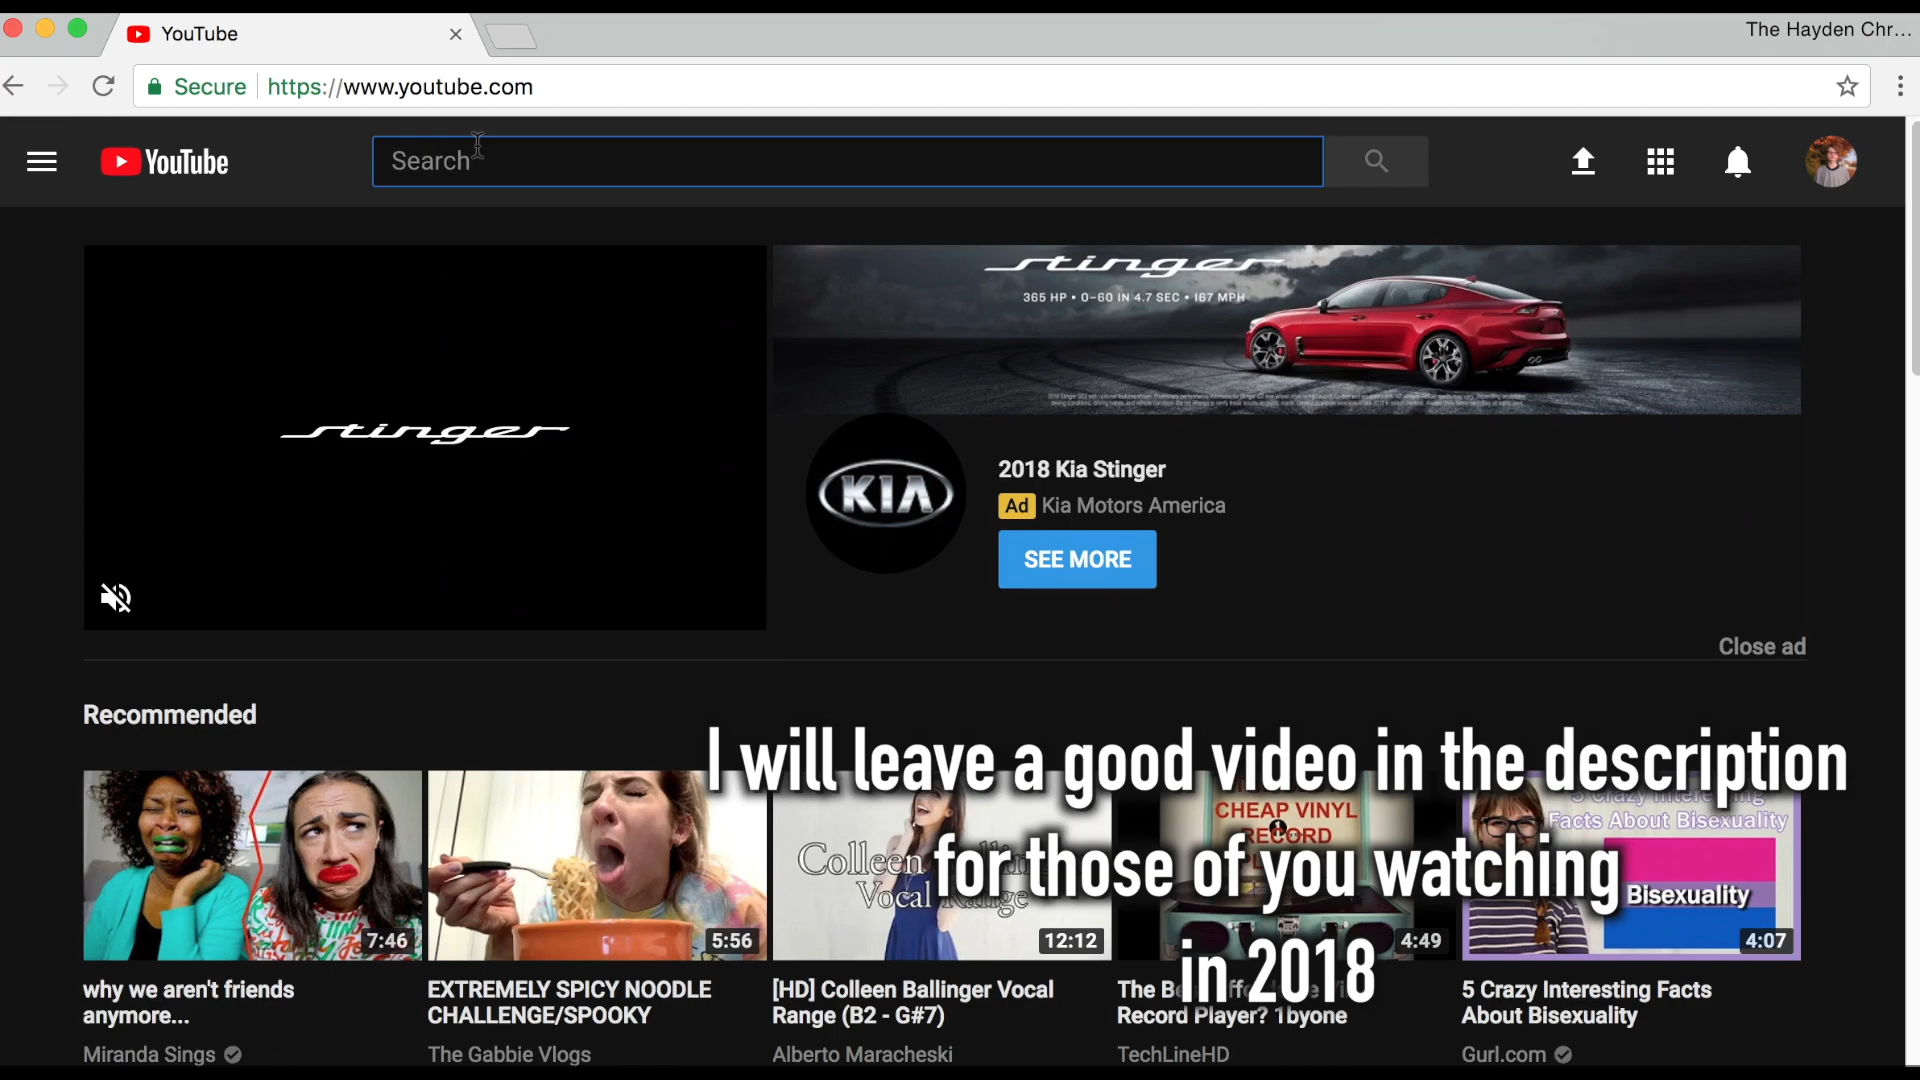 YouTube
The Hayden Chr...
Secure
https://www.youtube.com
YouTube
Search
stinger
365 HP • 0-60 IN 4.7 SEC • 167 MPH
stinger
KIA
2018 Kia Stinger
Ad Kia Motors America
SEE MORE
Close ad
Recommended
I will leave a good video in the description
for those of you watching
in 2018
7:46
5:56
Colleen
Vocal Range
12:12
CHEAP VINYL
RECORD
4:49
5 Crazy Interesting
Facts About Bisexuality
Bisexuality
4:07
why we aren't friends
anymore...
Miranda Sings
EXTREMELY SPICY NOODLE
CHALLENGE/SPOOKY
The Gabbie Vlogs
[HD] Colleen Ballinger Vocal
Range (B2 - G#7)
Alberto Maracheski
The
Record Player? 1byone
TechLineHD
5 Crazy Interesting Facts
About Bisexuality
Gurl.com